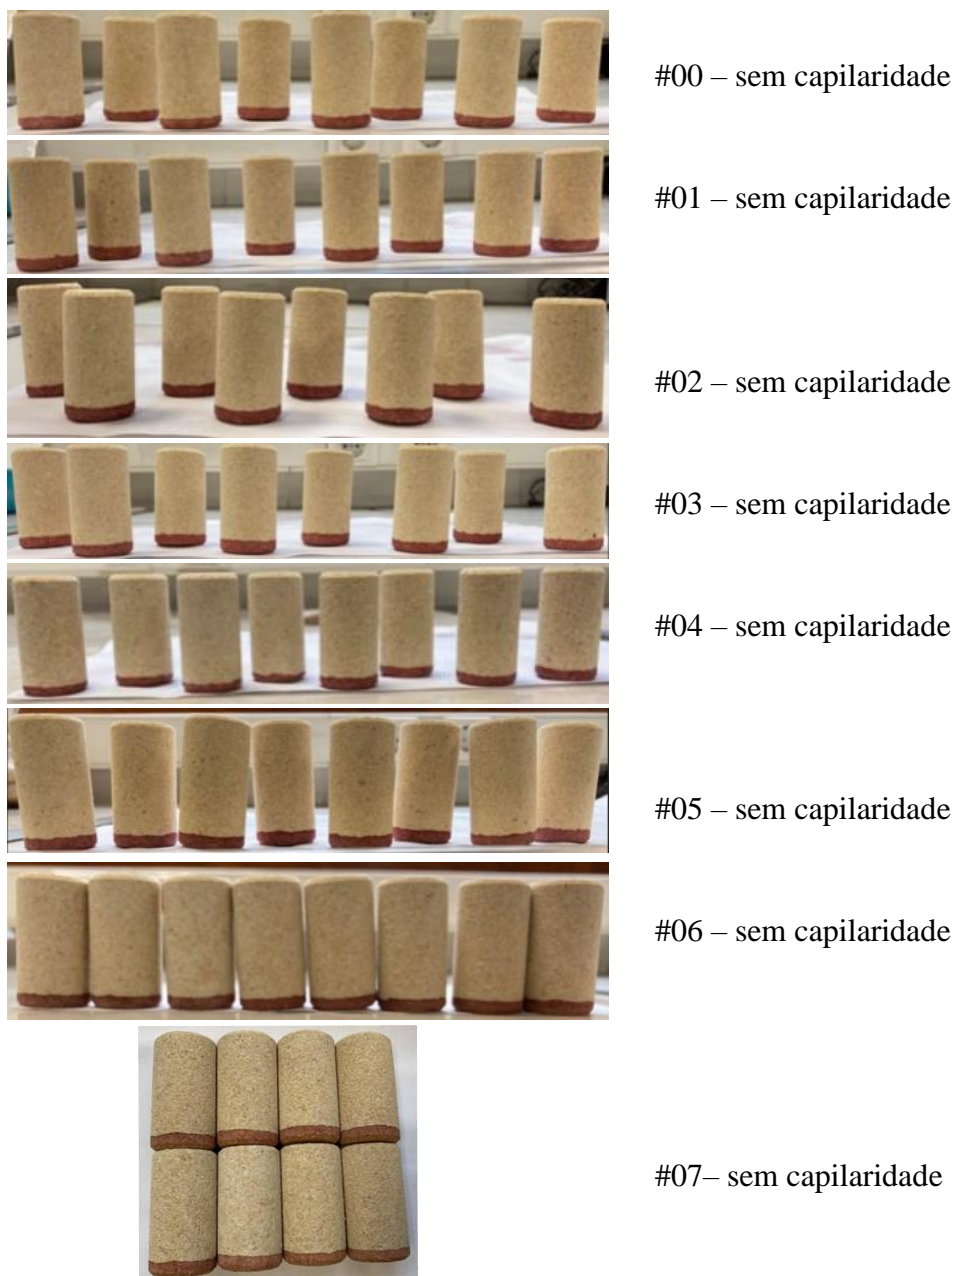 #00 – sem capilaridade
#01 – sem capilaridade
#02 – sem capilaridade
#03 – sem capilaridade
#04 – sem capilaridade
#05 – sem capilaridade
#06 – sem capilaridade
#07– sem capilaridade